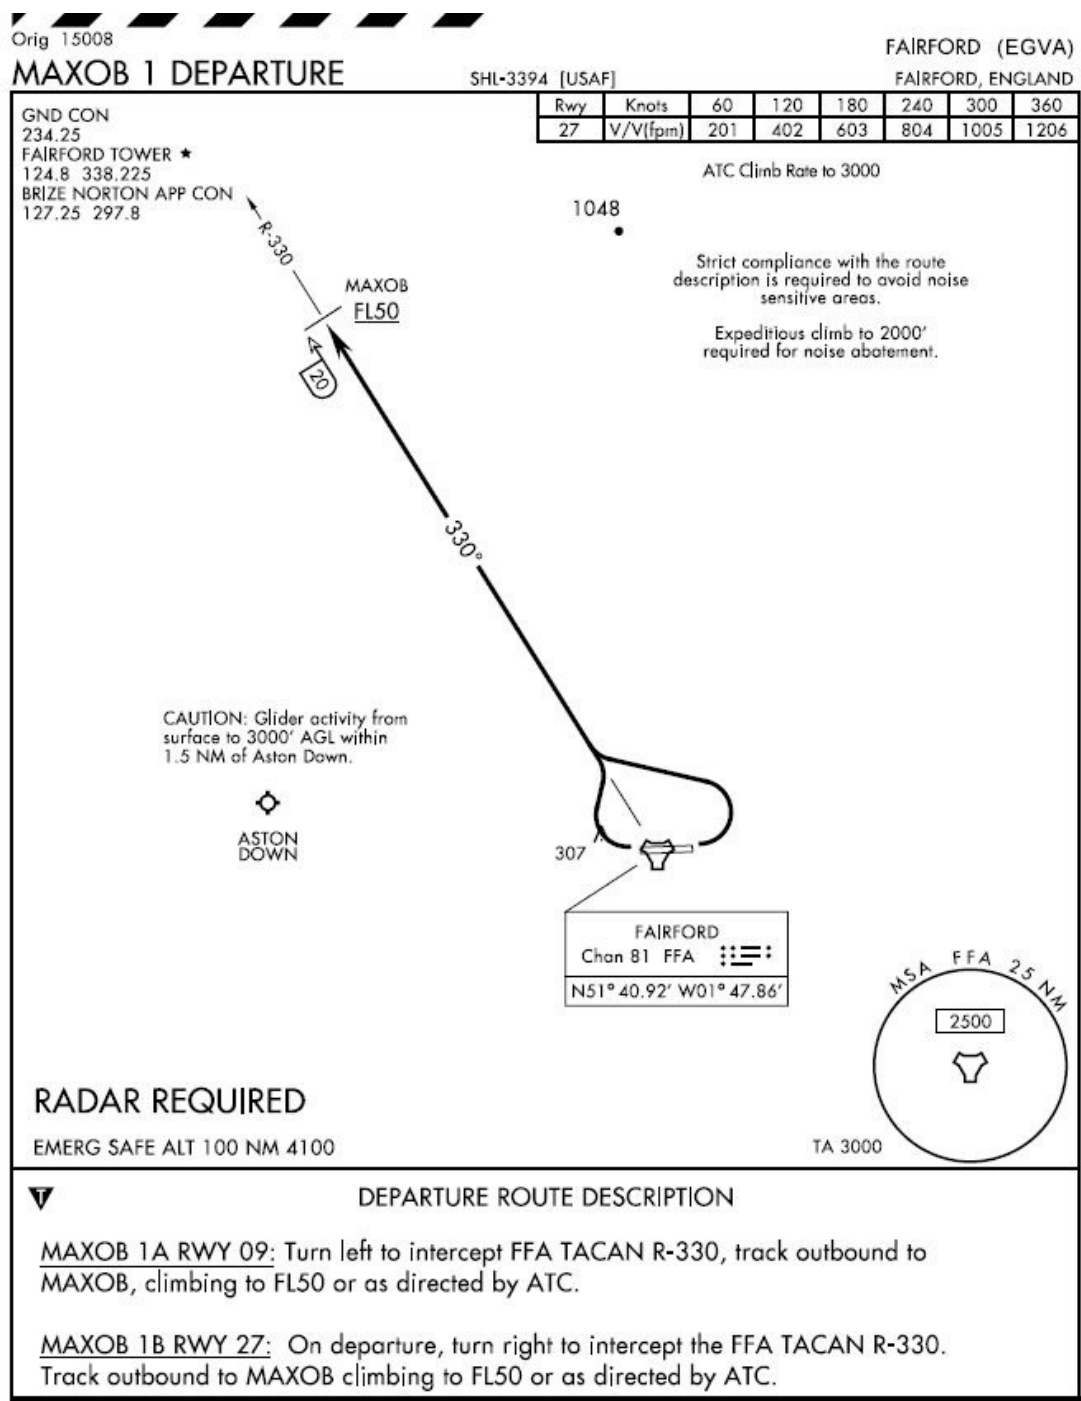 Orig 15008
MAXOB 1 DEPARTURE
SHL-3394 [USAF]
FAIRFORD (EGVA)
FAIRFORD, ENGLAND
GND CON
234.25
FAIRFORD TOWER ★
124.8 338.225
BRIZE NORTON APP CON
127.25 297.8
Rwy Knots 60 120 180 240 300 360
27 V/V(fpm) 201 402 603 804 1005 1206
ATC Climb Rate to 3000
1048
Strict compliance with the route
description is required to avoid noise
sensitive areas.
Expeditious climb to 2000'
required for noise abatement.
R-330
MAXOB
FL50
20
330°
CAUTION: Glider activity from
surface to 3000' AGL within
1.5 NM of Aston Down.
ASTON
DOWN
307
FAIRFORD
Chan 81 FFA
N51° 40.92' W01° 47.86'
MSA FFA 25 NM
2500
RADAR REQUIRED
EMERG SAFE ALT 100 NM 4100
TA 3000
T
DEPARTURE ROUTE DESCRIPTION
MAXOB 1A RWY 09: Turn left to intercept FFA TACAN R-330, track outbound to
MAXOB, climbing to FL50 or as directed by ATC.
MAXOB 1B RWY 27: On departure, turn right to intercept the FFA TACAN R-330.
Track outbound to MAXOB climbing to FL50 or as directed by ATC.